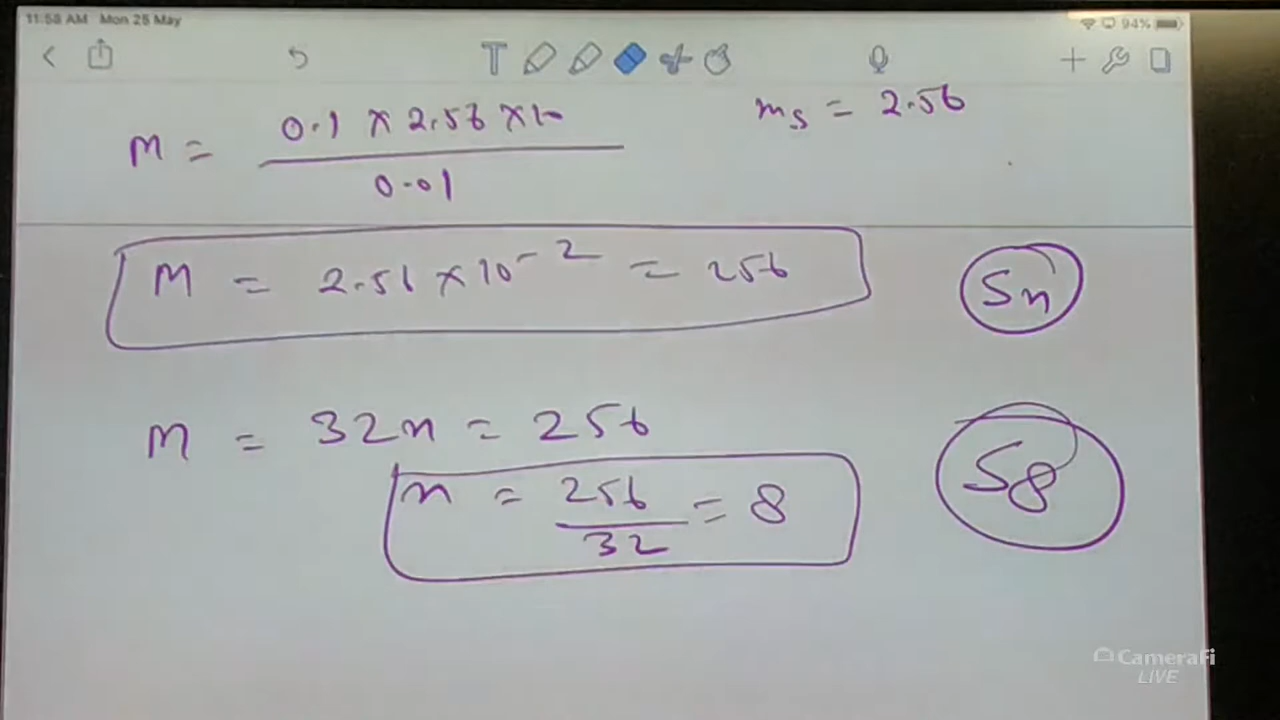 11:58 AM Mon 25 May 94%
T
M = 0.1 × 2.56 × 10 / 0.01
m_s = 2.56
M = 2.56 × 10^-2 = 256
Sn
M = 32n = 256
n = 256 / 32 = 8
S8
CameraFi
LIVE